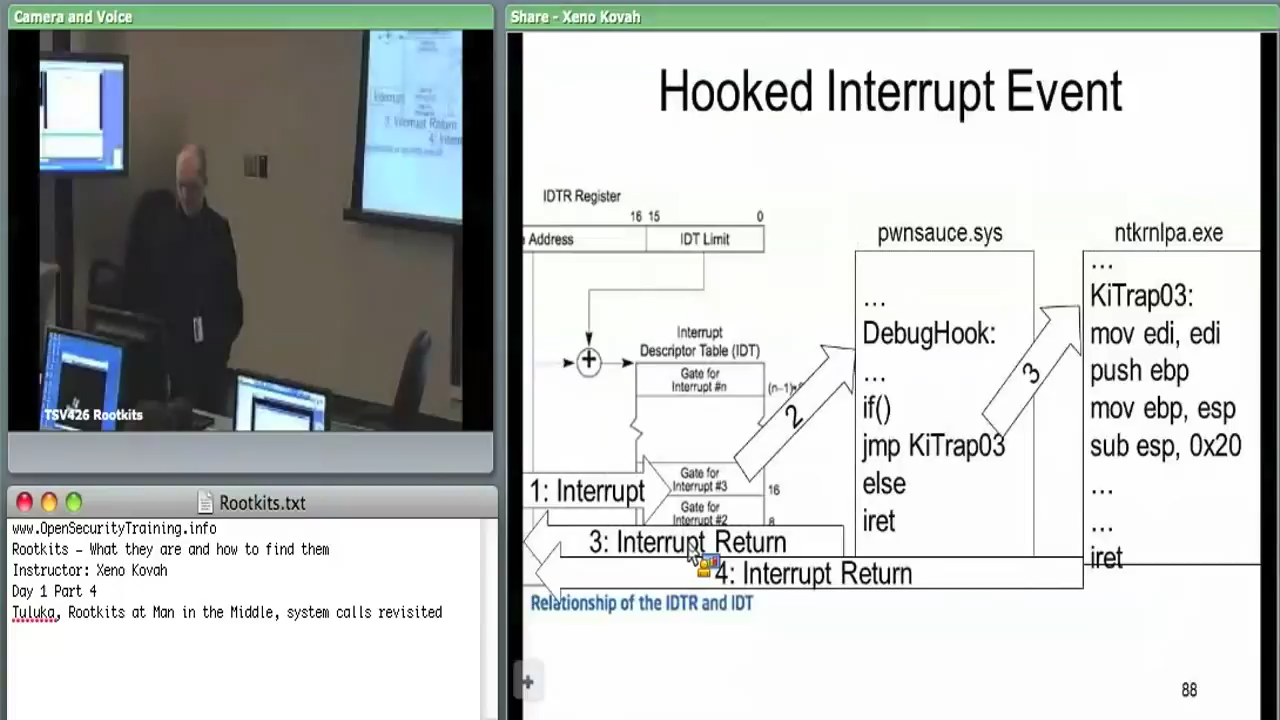 Camera and Voice
Share - Xeno Kovah
TSV426 Rootkits
Rootkits.txt
www.OpenSecurityTraining.info
Rootkits – What they are and how to find them
Instructor: Xeno Kovah
Day 1 Part 4
Tuluka, Rootkits at Man in the Middle, system calls revisited
Hooked Interrupt Event
IDTR Register
16 15 0
Address IDT Limit
Interrupt
Descriptor Table (IDT)
Gate for
Interrupt #n
Gate for
Interrupt #3
16
Gate for
Interrupt #2
8
1: Interrupt
2
3
3: Interrupt Return
4: Interrupt Return
Relationship of the IDTR and IDT
pwnsauce.sys
…
DebugHook:
…
if()
jmp KiTrap03
else
iret
ntkrnlpa.exe
…
KiTrap03:
mov edi, edi
push ebp
mov ebp, esp
sub esp, 0x20
…
…
iret
88